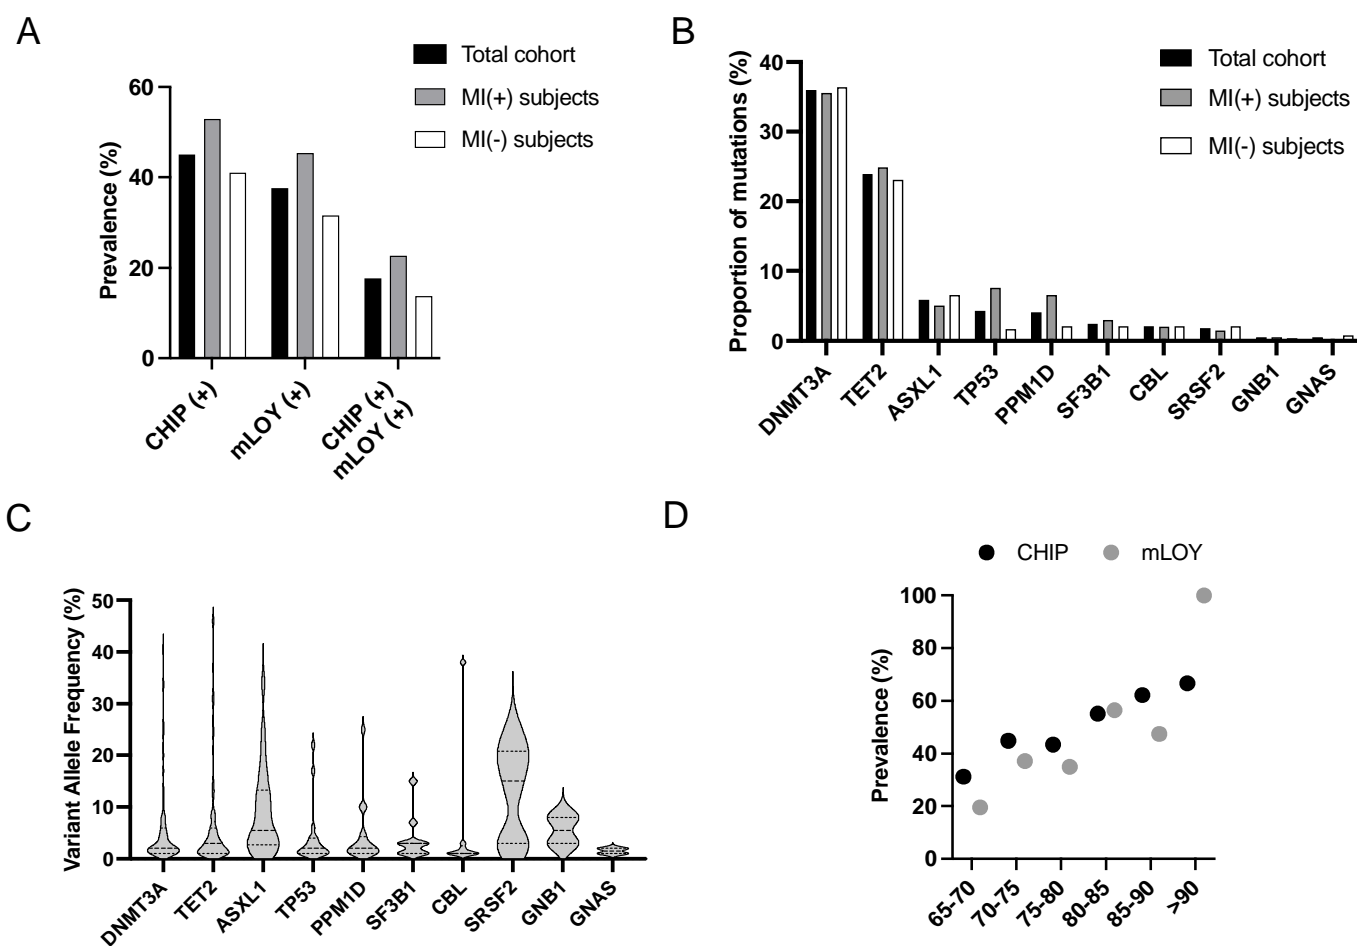 A
Total cohort
MI(+) subjects
MI(-) subjects
Prevalence (%)
60
40
20
0
CHIP (+)
mLOY (+)
CHIP (+)
mLOY (+)
B
Total cohort
MI(+) subjects
MI(-) subjects
Proportion of mutations (%)
40
30
20
10
0
DNMT3A
TET2
ASXL1
TP53
PPM1D
SF3B1
CBL
SRSF2
GNB1
GNAS
C
Variant Allele Frequency (%)
50
40
30
20
10
0
DNMT3A
TET2
ASXL1
TP53
PPM1D
SF3B1
CBL
SRSF2
GNB1
GNAS
D
CHIP
mLOY
Prevalence (%)
100
80
60
40
20
0
65-70
70-75
75-80
80-85
85-90
>90